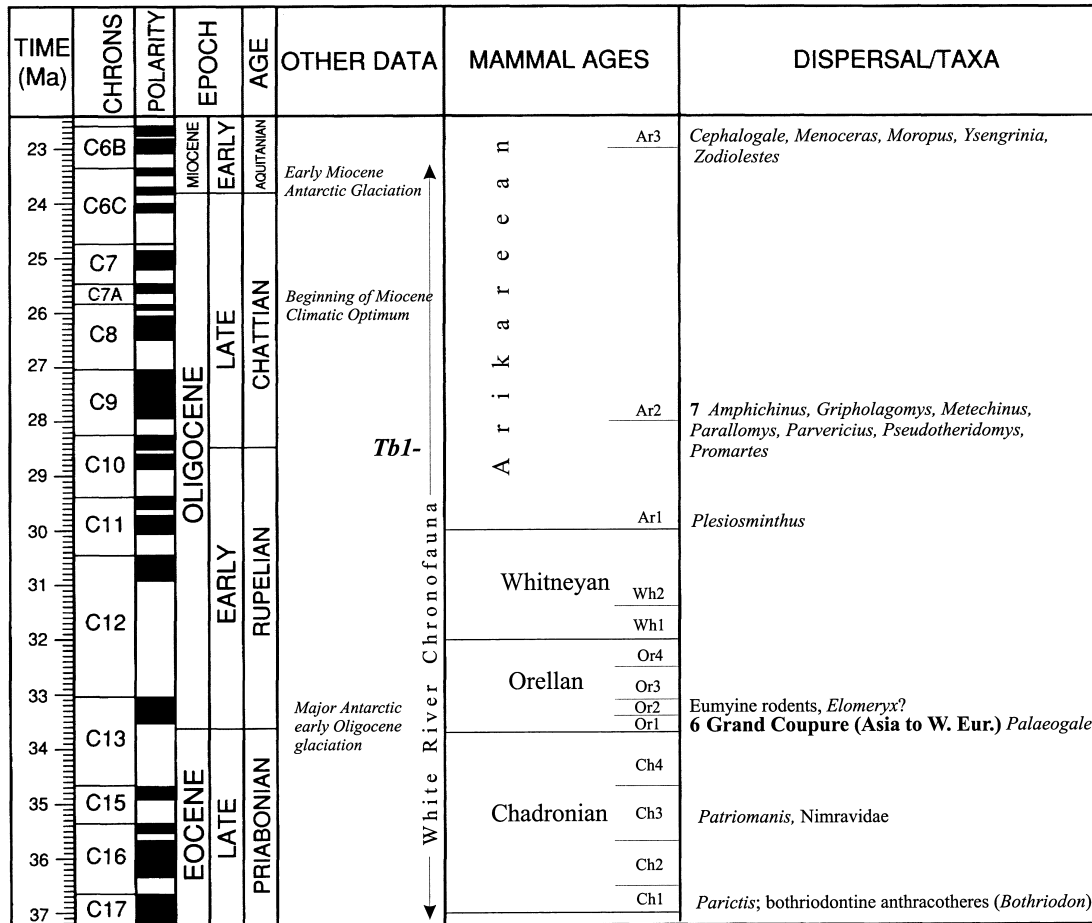 TIME (Ma)
CHRONS
POLARITY
EPOCH
AGE
OTHER DATA
MAMMAL AGES
DISPERSAL/TAXA
23
24
25
26
27
28
29
30
31
32
33
34
35
36
37
C6B
C6C
C7
C7A
C8
C9
C10
C11
C12
C13
C15
C16
C17
MIOCENE
OLIGOCENE
EOCENE
EARLY
LATE
EARLY
LATE
AQUITANIAN
CHATTIAN
RUPELIAN
PRIABONIAN
Early Miocene
Antarctic Glaciation
Beginning of Miocene
Climatic Optimum
Tb1-
Major Antarctic
early Oligocene
glaciation
White River Chronofauna
Arikareean
Whitneyan
Orellan
Chadronian
Ar3
Ar2
Ar1
Wh2
Wh1
Or4
Or3
Or2
Or1
Ch4
Ch3
Ch2
Ch1
Cephalogale, Menoceras, Moropus, Ysengrinia,
Zodiolestes
7 Amphichinus, Gripholagomys, Metechinus,
Parallomys, Parvericius, Pseudotheridomys,
Promartes
Plesiosminthus
Eumyine rodents, Elomeryx?
6 Grand Coupure (Asia to W. Eur.) Palaeogale
Patriomanis, Nimravidae
Parictis; bothriodontine anthracotheres (Bothriodon)